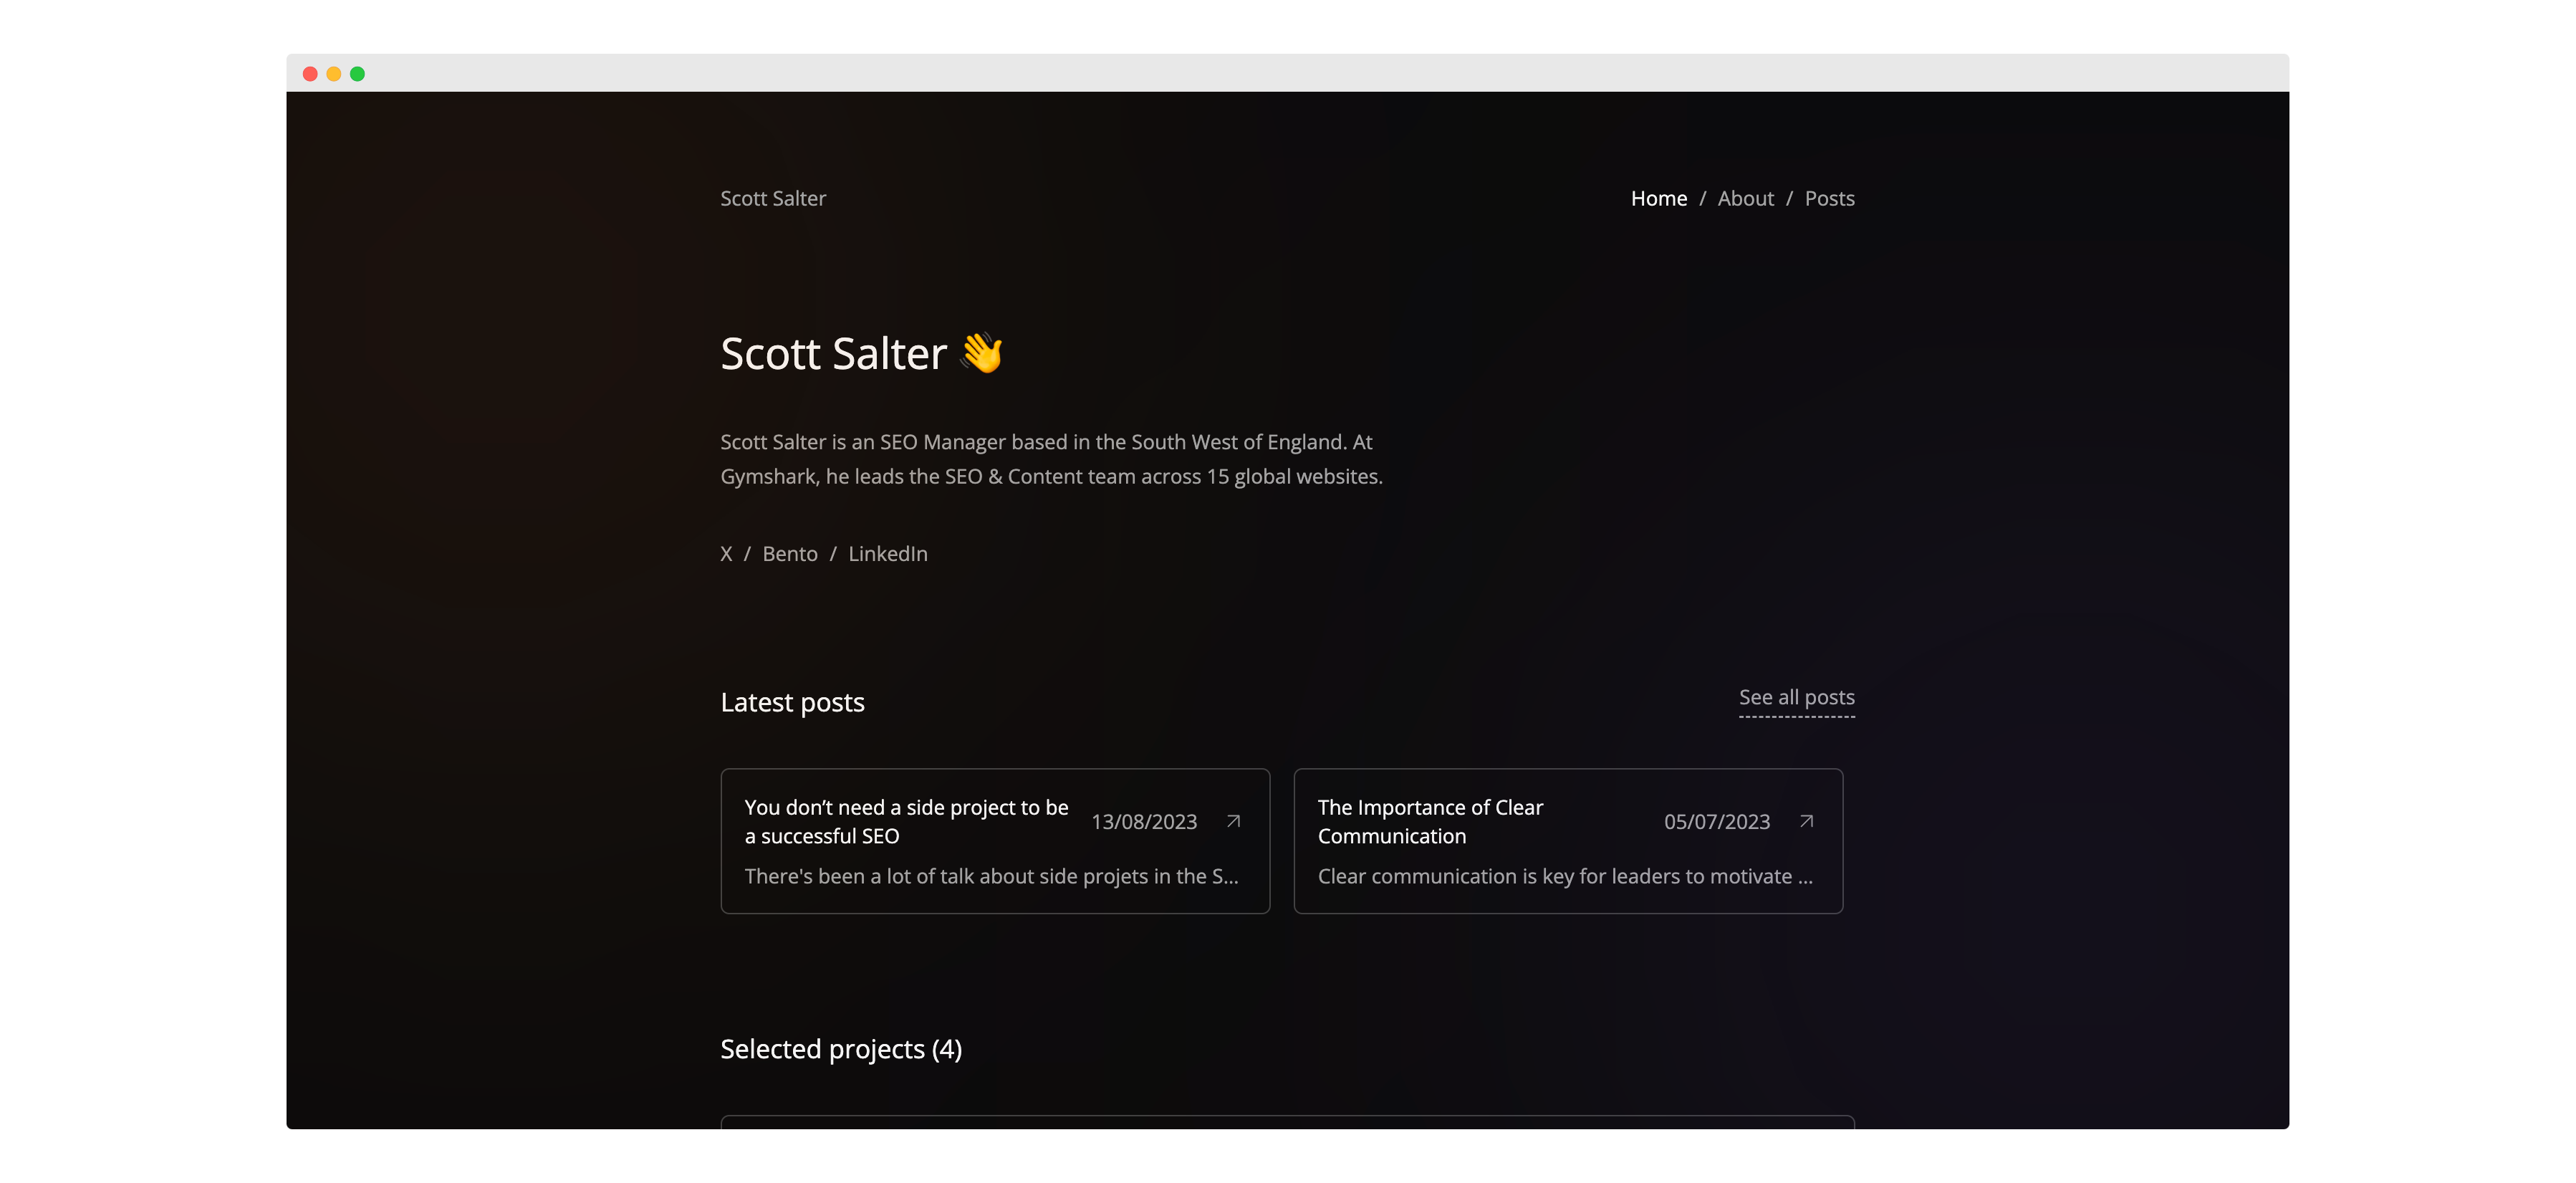 Scott Salter
Home / About / Posts
Scott Salter 👋
Scott Salter is an SEO Manager based in the South West of England. At
Gymshark, he leads the SEO & Content team across 15 global websites.
X / Bento / LinkedIn
Latest posts
See all posts
You don’t need a side project to be
a successful SEO
13/08/2023
There's been a lot of talk about side projets in the S...
The Importance of Clear
Communication
05/07/2023
Clear communication is key for leaders to motivate ...
Selected projects (4)